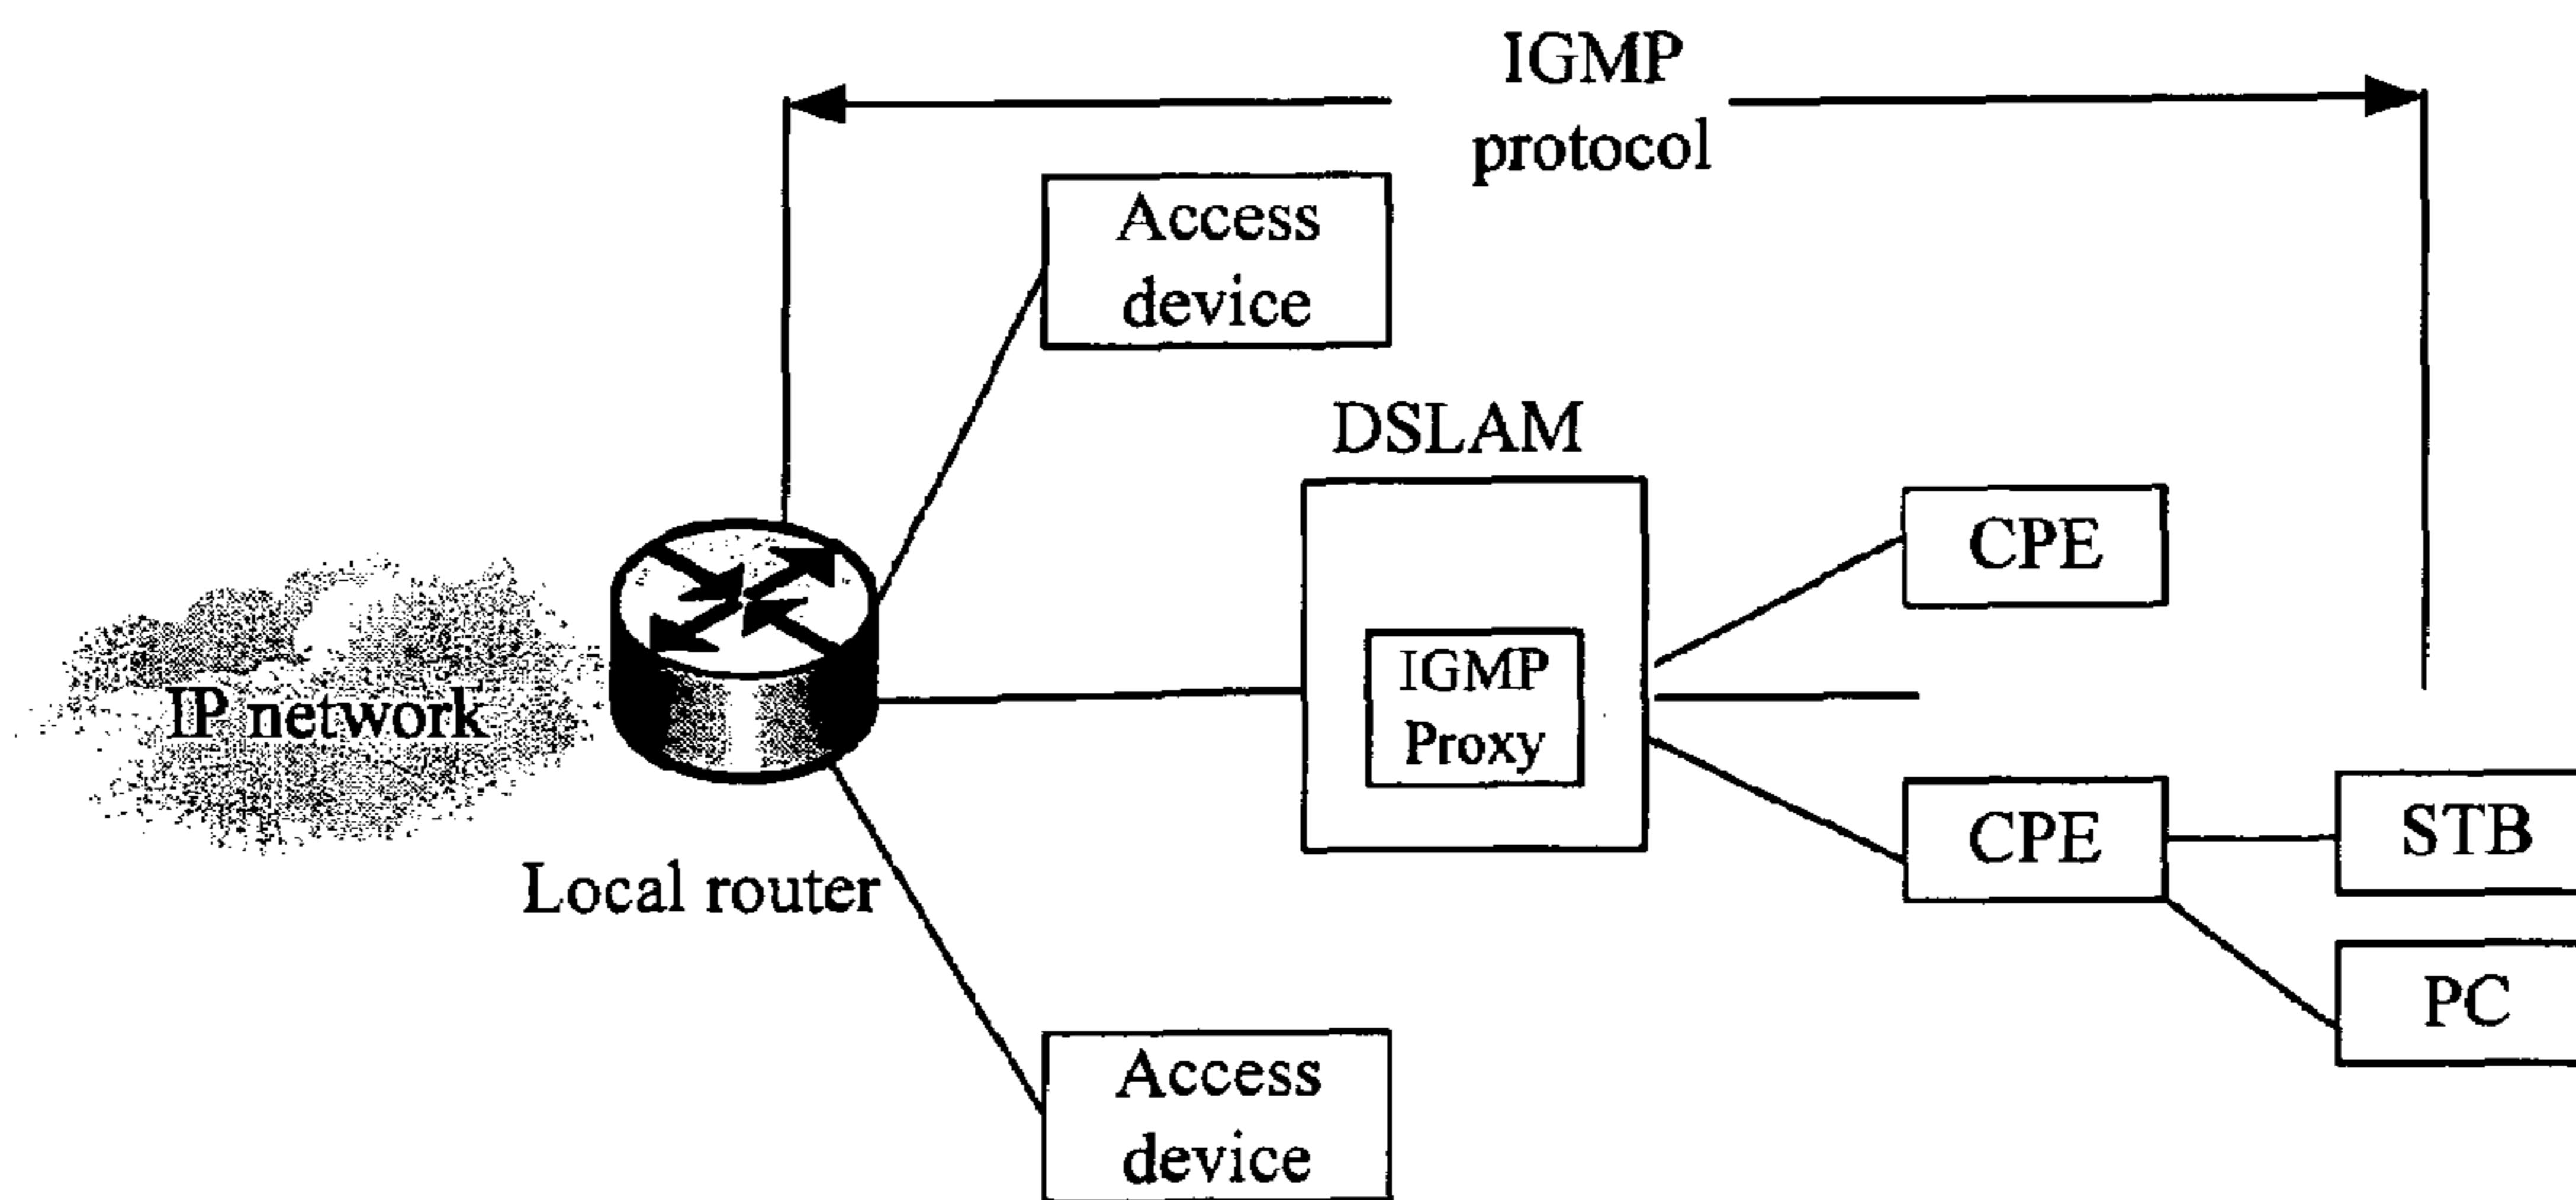 IGMP
protocol
Access
device
DSLAM
CPE
IGMP
Proxy
IP network
CPE
STB
Local router
PC
Access
device